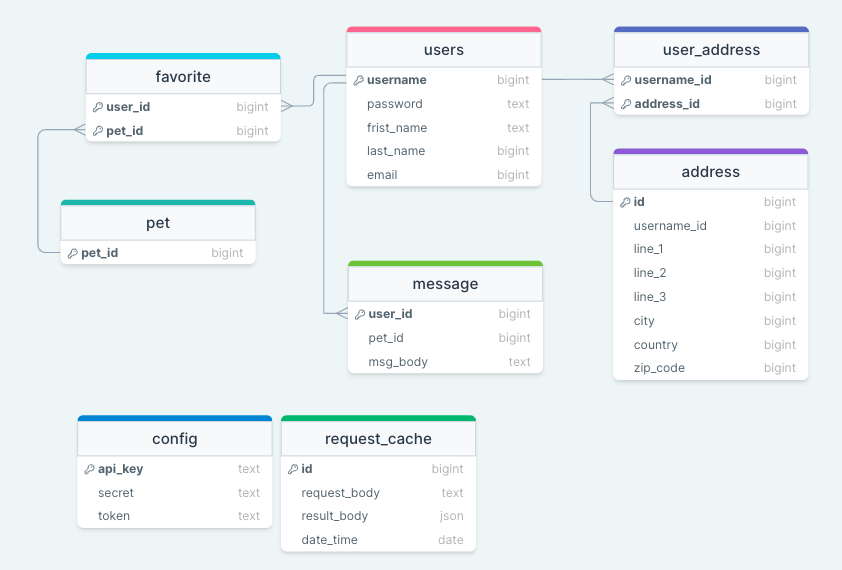 favorite
user_id bigint
pet_id bigint
users
username bigint
password text
frist_name text
last_name bigint
email bigint
user_address
username_id bigint
address_id bigint
address
id bigint
username_id bigint
line_1 bigint
line_2 bigint
line_3 bigint
city bigint
country bigint
zip_code bigint
pet
pet_id bigint
message
user_id bigint
pet_id bigint
msg_body text
config
api_key text
secret text
token text
request_cache
id bigint
request_body text
result_body json
date_time date